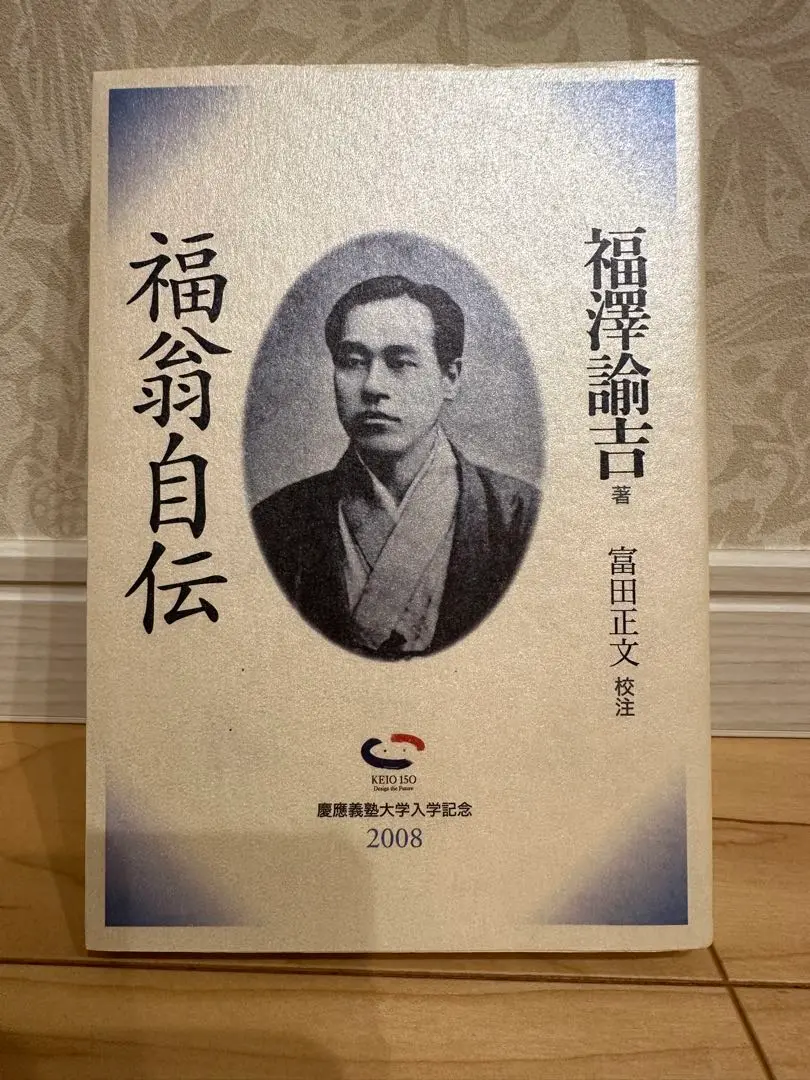 福澤諭吉 著
富田正文 校注
福翁自伝
KEIO 150
Design the Future
慶應義塾大学入学記念
2008